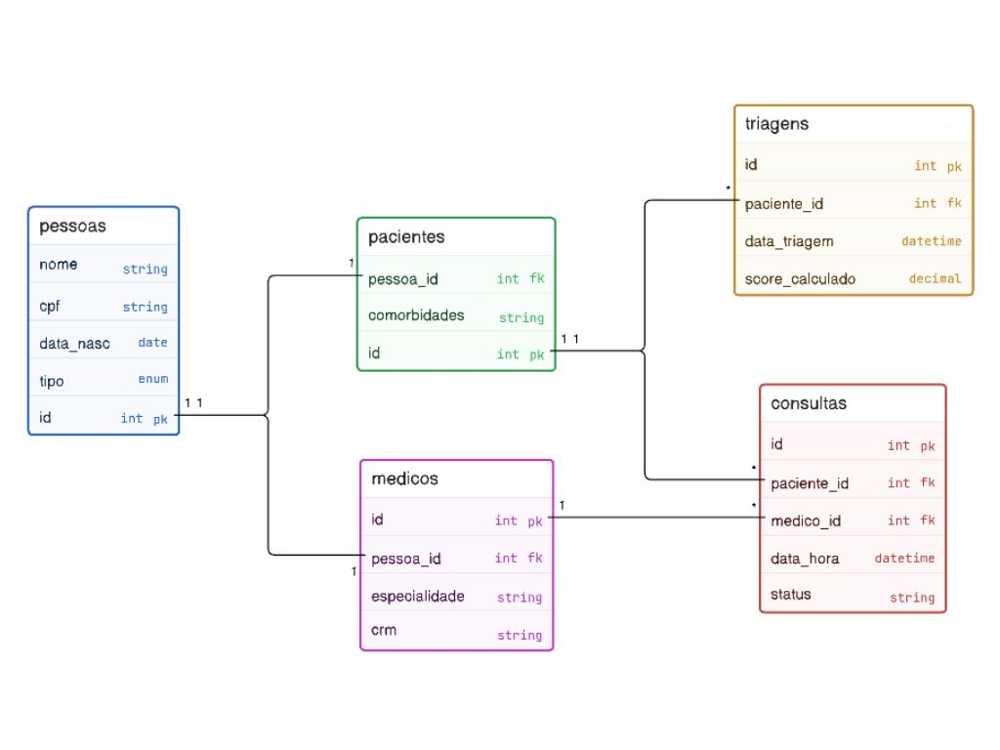 pessoas
nome string
cpf string
data_nasc date
tipo enum
id int pk
1 1
1
pacientes
pessoa_id int fk
comorbidades string
id int pk
1 1
medicos
id int pk
1
pessoa_id int fk
1
especialidade string
crm string
triagens
id int pk
*
paciente_id int fk
data_triagem datetime
score_calculado decimal
consultas
id int pk
*
paciente_id int fk
*
medico_id int fk
data_hora datetime
status string